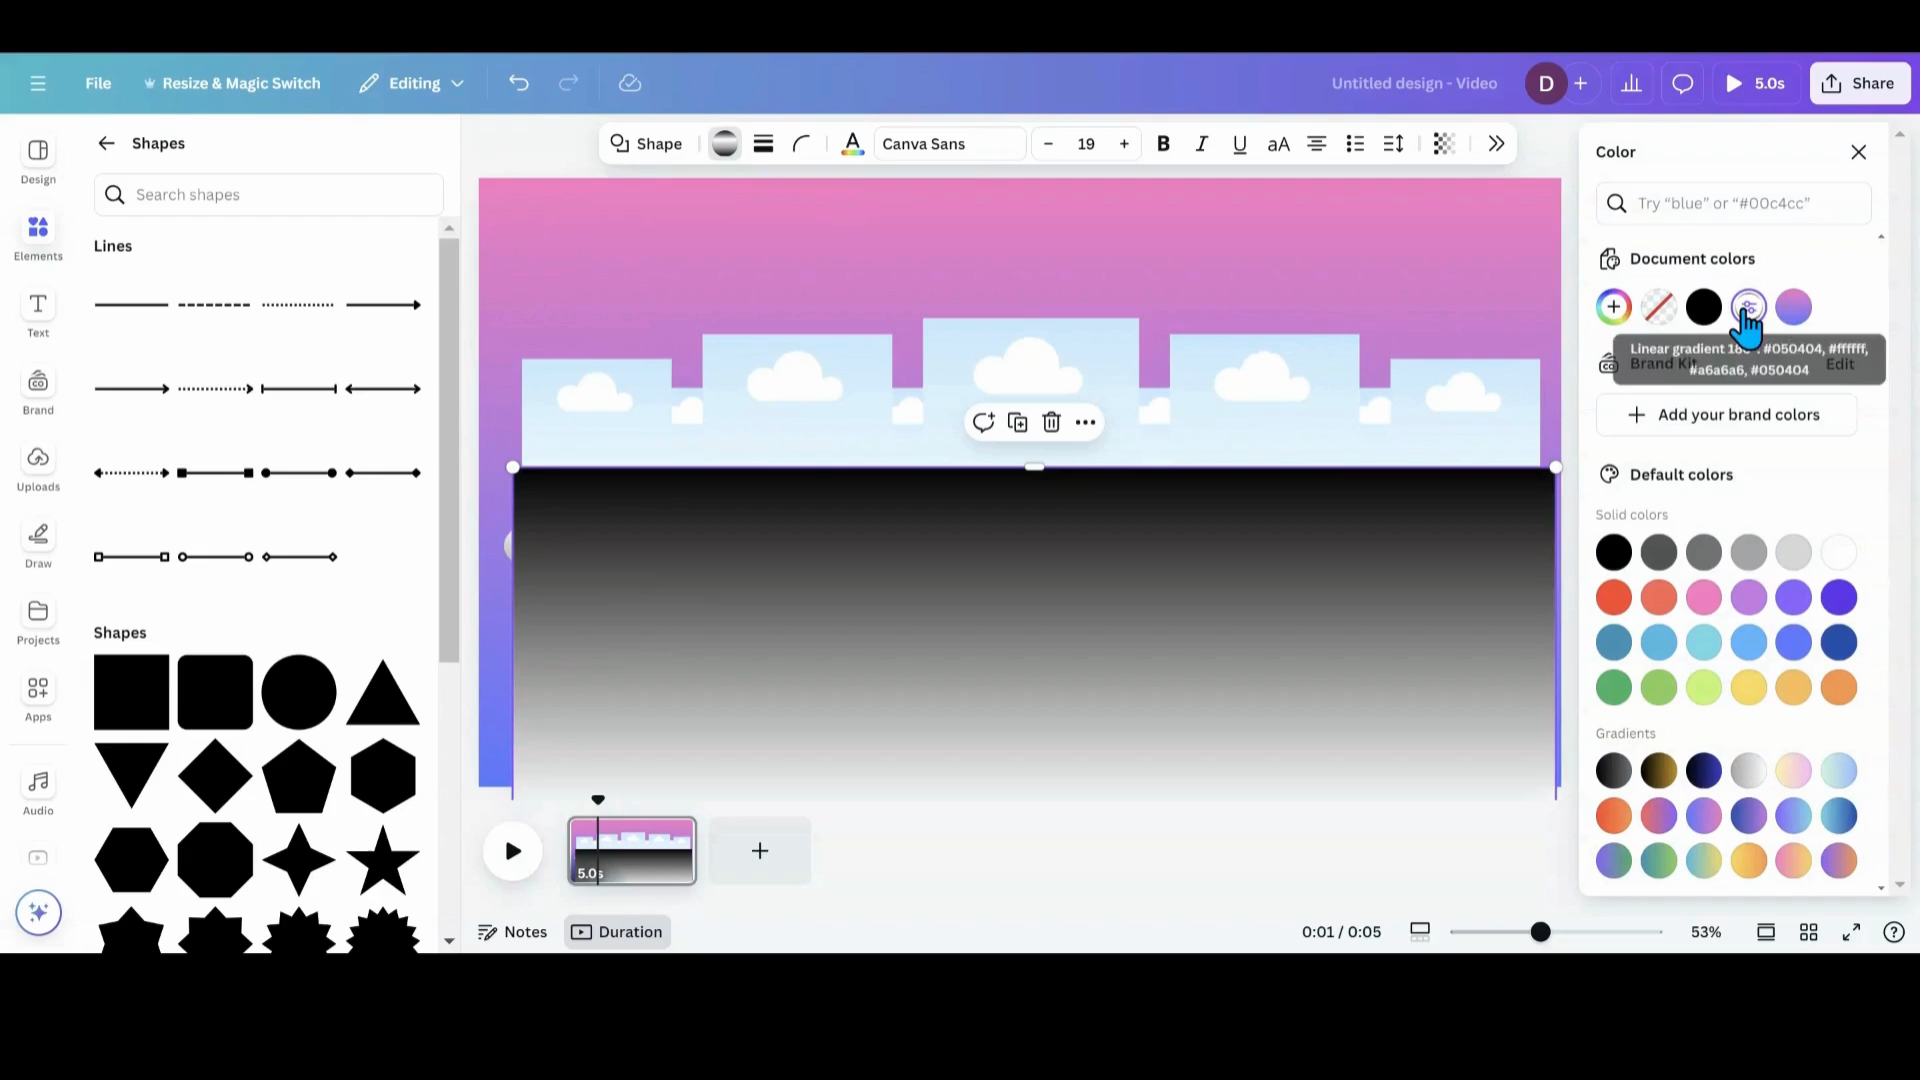 File
Resize & Magic Switch
Editing
Untitled design - Video
D
5.0s
Share
Design
Elements
Text
Brand
Uploads
Draw
Projects
Apps
Audio
Shapes
Search shapes
Lines
Shapes
Shape
A
Canva Sans
– 19 +
B
I
U
aA
5.0s
Notes
Duration
0:01 / 0:05
53%
Color
Try “blue” or “#00c4cc”
Document colors
#050404, #ffffff,
#a6a6a6, #050404
Brand Kit
Edit
Add your brand colors
Default colors
Solid colors
Gradients